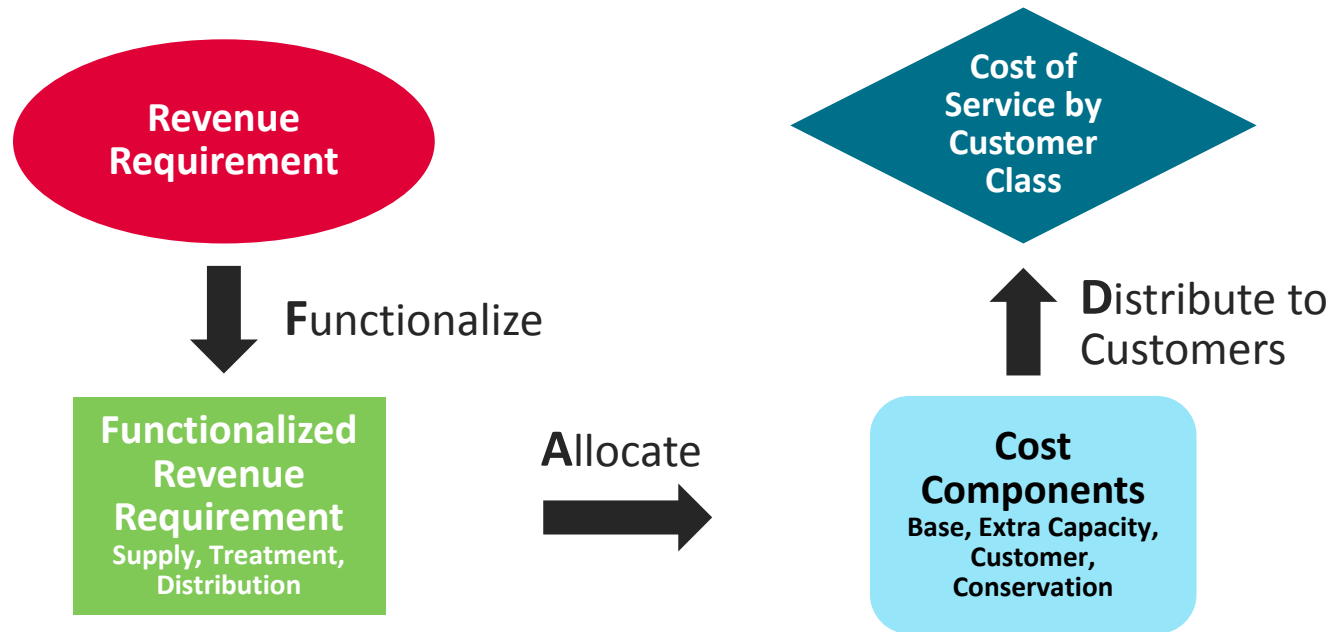 Revenue
Requirement
Functionalize
Functionalized
Revenue
Requirement
Supply, Treatment,
Distribution
Allocate
Cost
Components
Base, Extra Capacity,
Customer,
Conservation
Distribute to
Customers
Cost of
Service by
Customer
Class